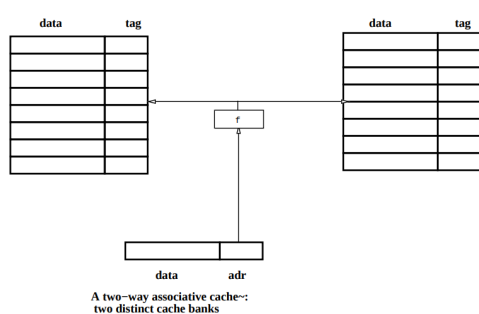 data tag
data tag
f
data adr
A two−way associative cache~:
two distinct cache banks